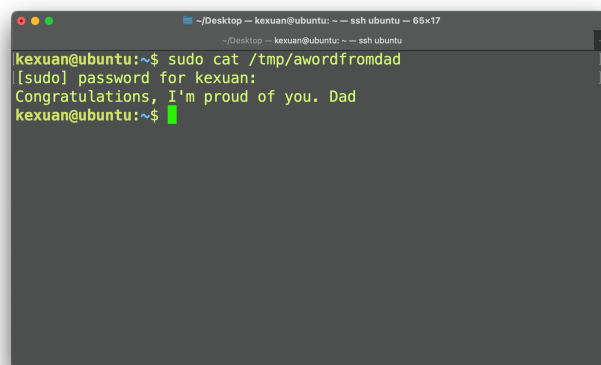 ~/Desktop — kexuan@ubuntu: ~ — ssh ubuntu — 65×17
~/Desktop — kexuan@ubuntu: ~ — ssh ubuntu
kexuan@ubuntu:~$ sudo cat /tmp/awordfromdad
[sudo] password for kexuan:
Congratulations, I'm proud of you. Dad
kexuan@ubuntu:~$